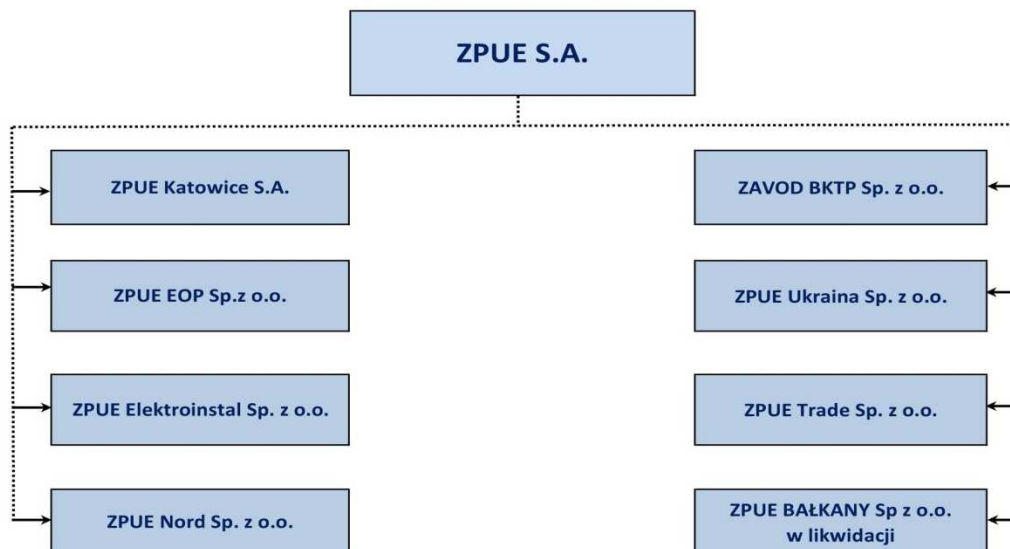 ZPUE S.A.
ZPUE Katowice S.A.
ZAVOD BKTP Sp. z o.o.
ZPUE EOP Sp.z o.o.
ZPUE Ukraina Sp. z o.o.
ZPUE Elektroinstal Sp. z o.o.
ZPUE Trade Sp. z o.o.
ZPUE Nord Sp. z o.o.
ZPUE BAŁKANY Sp z o.o.
w likwidacji